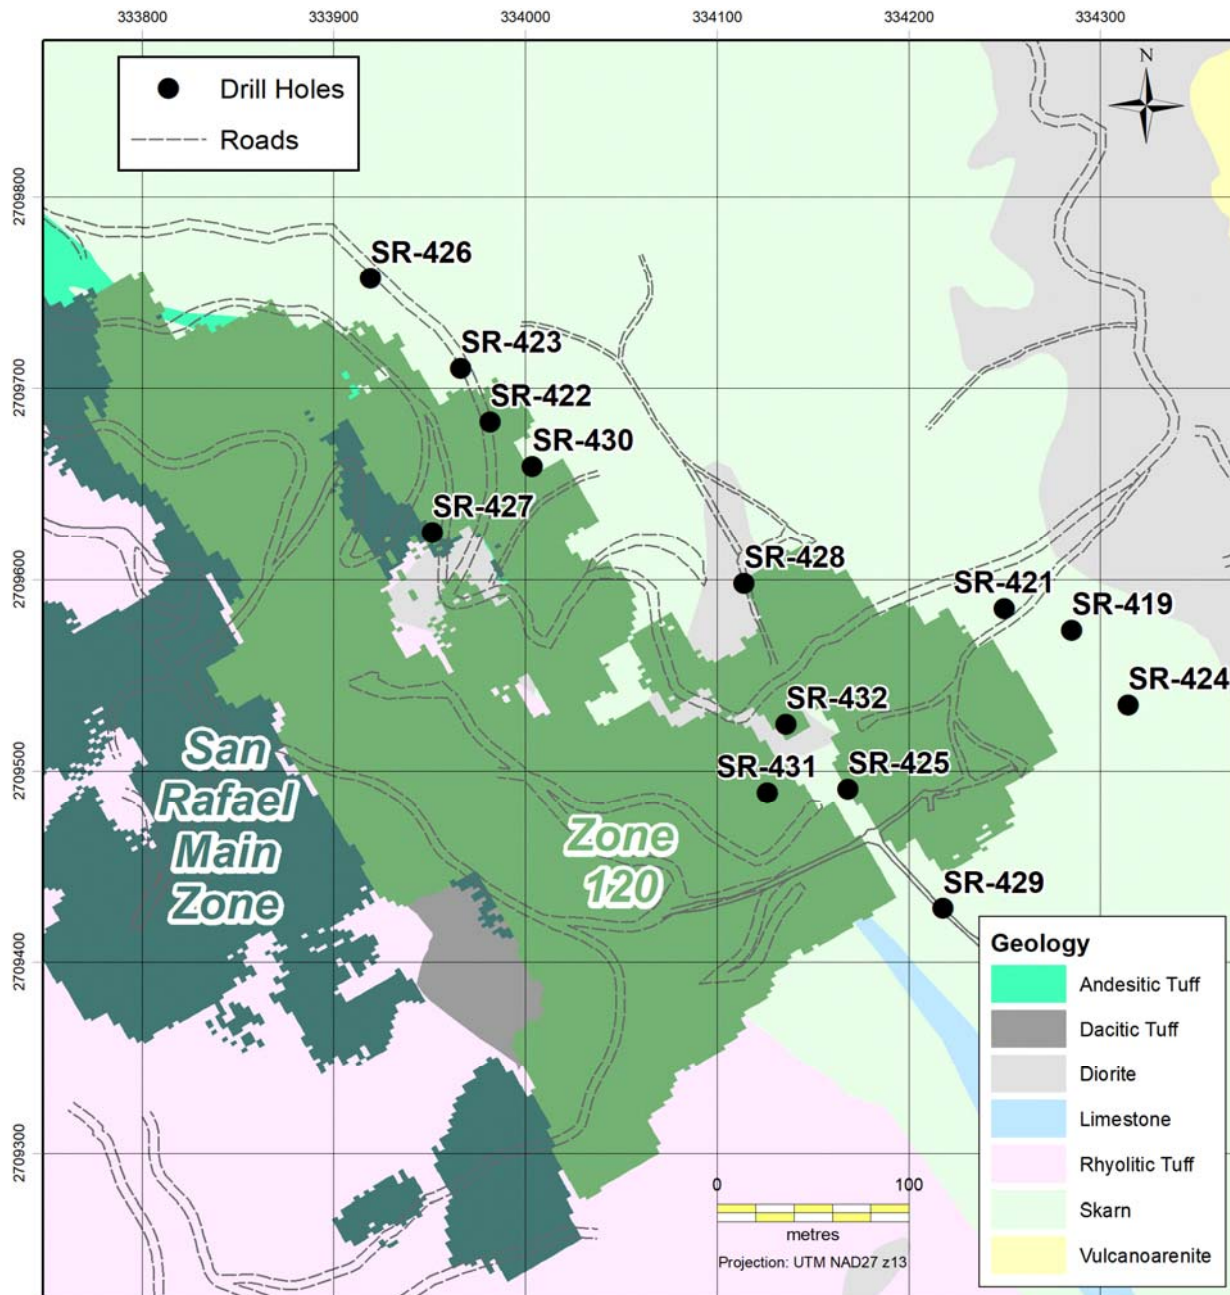 333800
333900
334000
334100
334200
334300
Drill Holes
Roads
N
2709800
2709700
2709600
2709500
2709400
2709300
SR-426
SR-423
SR-422
SR-430
SR-427
SR-428
SR-421
SR-419
SR-424
SR-432
SR-431
SR-425
SR-429
San
Rafael
Main
Zone
Zone
120
Geology
Andesitic Tuff
Dacitic Tuff
Diorite
Limestone
Rhyolitic Tuff
Skarn
Vulcanoarenite
0
100
metres
Projection: UTM NAD27 z13